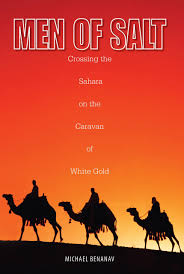 MEN OF SALT
Crossing the
Sahara
on the
Caravan
of
White Gold
MICHAEL BENANAV